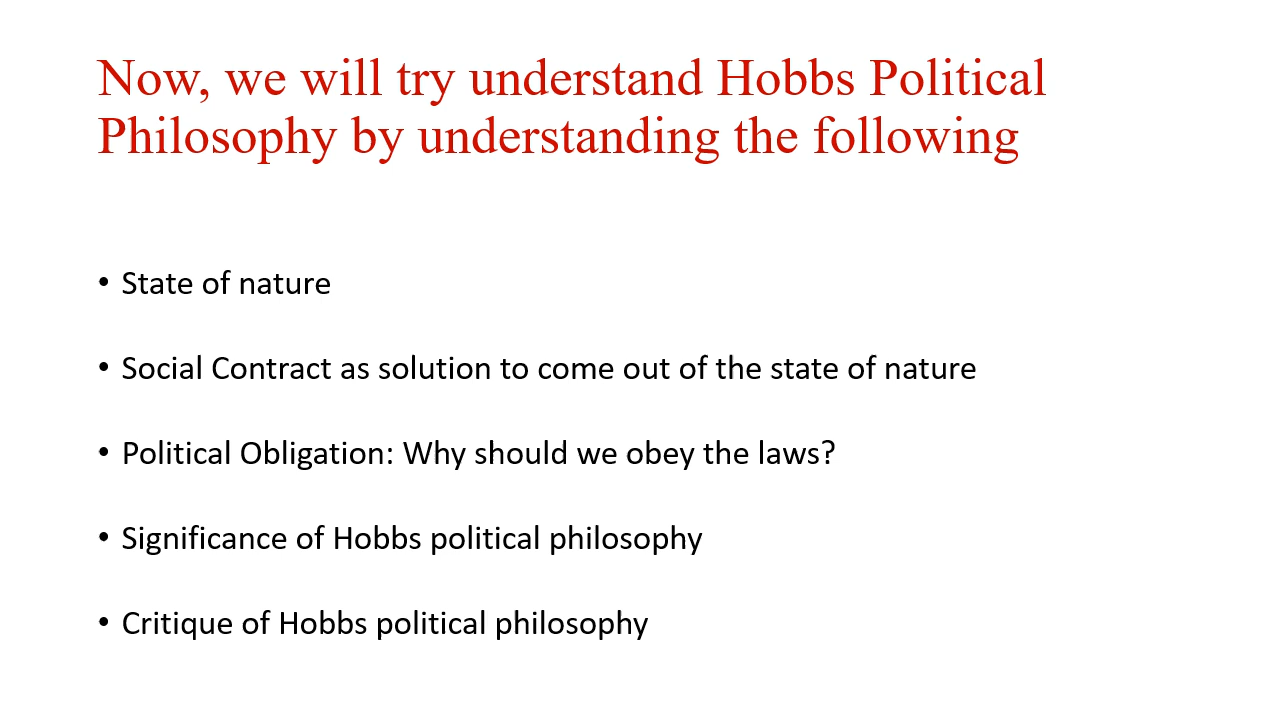 Now, we will try understand Hobbs Political
Philosophy by understanding the following
• State of nature
• Social Contract as solution to come out of the state of nature
• Political Obligation: Why should we obey the laws?
• Significance of Hobbs political philosophy
• Critique of Hobbs political philosophy